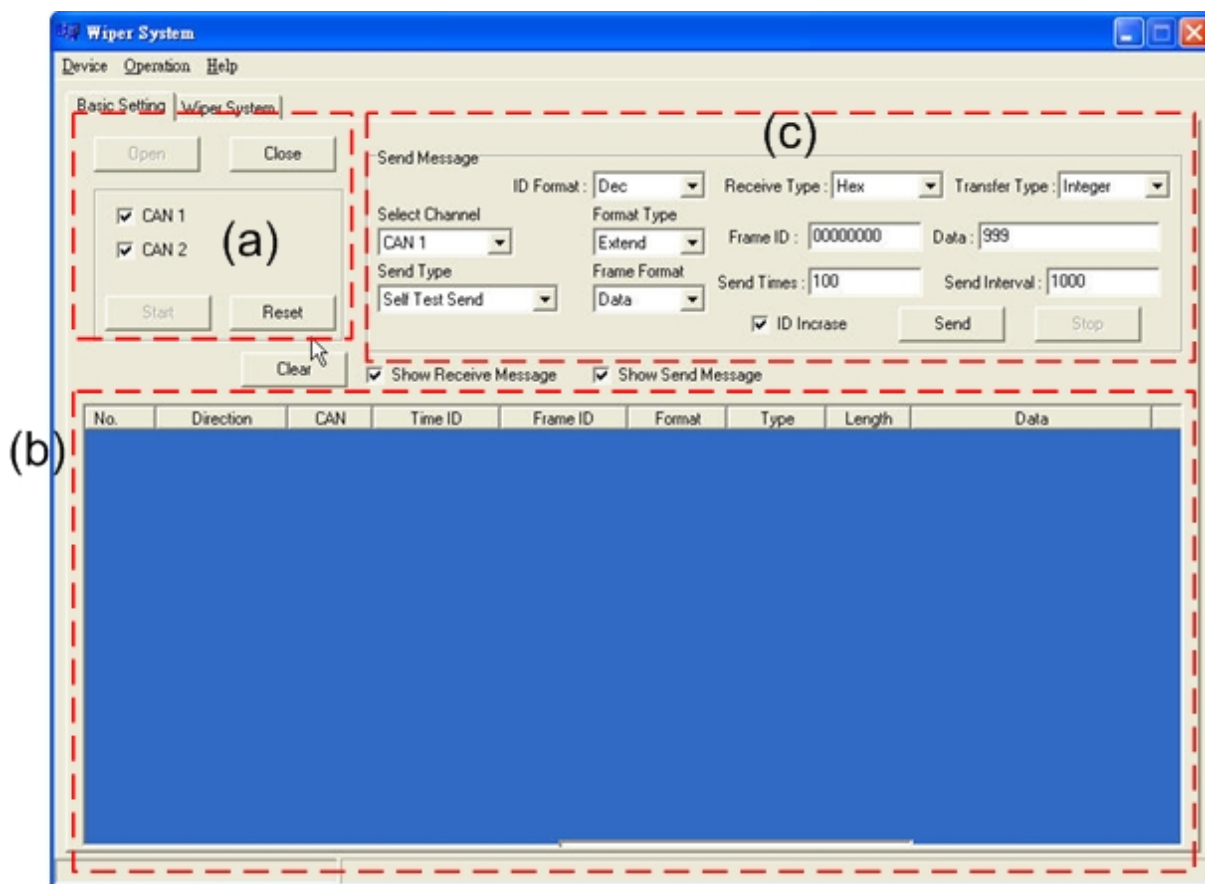 Wiper System
Device Operation Help
Basic Setting Wiper System
(a)
Open Close
CAN 1
CAN 2
Start Reset
Clear
(c)
Send Message
ID Format : Dec Receive Type : Hex Transfer Type : Integer
Select Channel Format Type
CAN 1 Extend Frame ID : 00000000 Data : 999
Send Type Frame Format
Self Test Send Data Send Times : 100 Send Interval : 1000
ID Incrase Send Stop
Show Receive Message Show Send Message
(b)
No. Direction CAN Time ID Frame ID Format Type Length Data